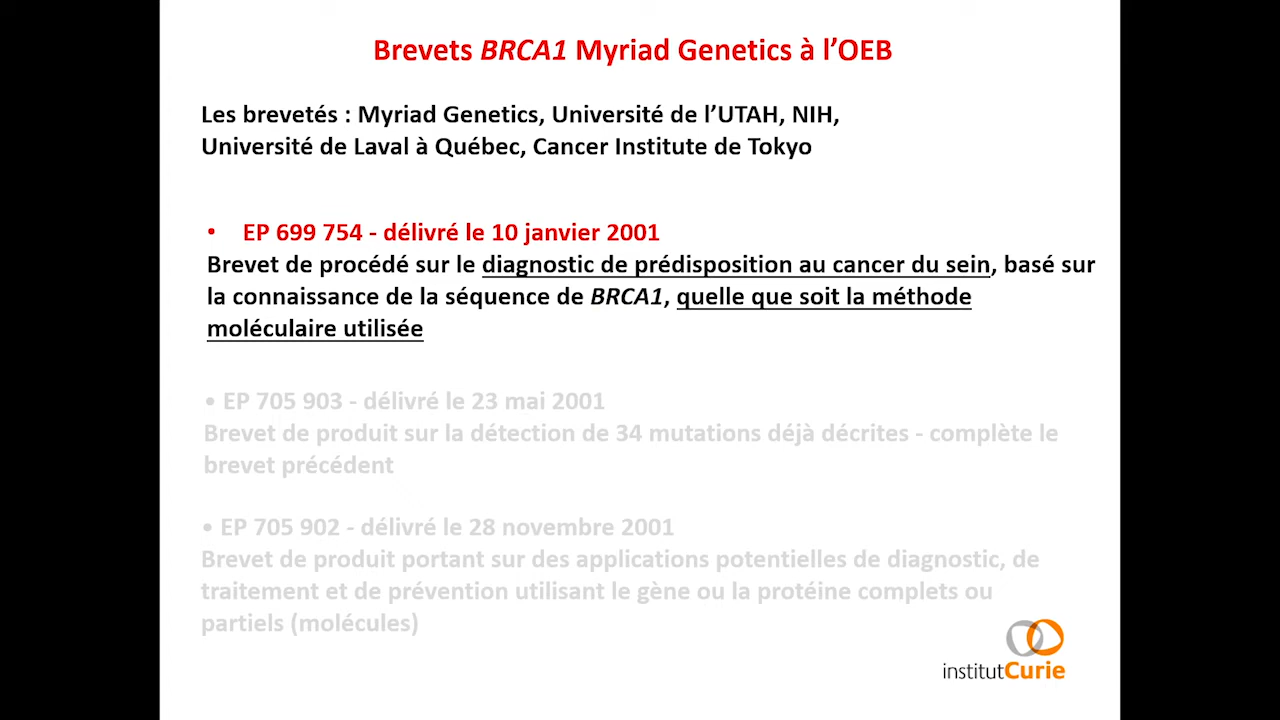 Brevets BRCA1 Myriad Genetics à l’OEB
Les brevetés : Myriad Genetics, Université de l’UTAH, NIH,
Université de Laval à Québec, Cancer Institute de Tokyo
• EP 699 754 - délivré le 10 janvier 2001
Brevet de procédé sur le diagnostic de prédisposition au cancer du sein, basé sur
la connaissance de la séquence de BRCA1, quelle que soit la méthode
moléculaire utilisée
• EP 705 903 - délivré le 23 mai 2001
Brevet de produit sur la détection de 34 mutations déjà décrites - complète le
brevet précédent
• EP 705 902 - délivré le 28 novembre 2001
Brevet de produit portant sur des applications potentielles de diagnostic, de
traitement et de prévention utilisant le gène ou la protéine complets ou
partiels (molécules)
institutCurie